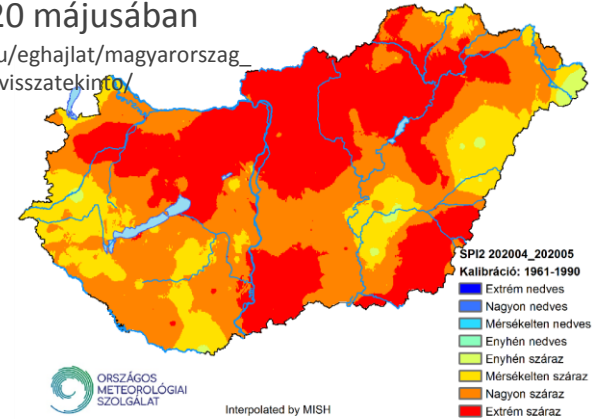 20 májusában
u/eghajlat/magyarorszag_
visszatekinto/
SPI2 202004_202005
Kalibráció: 1961-1990
Extrém nedves
Nagyon nedves
Mérsékelten nedves
Enyhén nedves
Enyhén száraz
Mérsékelten száraz
Nagyon száraz
Extrém száraz
ORSZÁGOS
METEOROLÓGIAI
SZOLGÁLAT
Interpolated by MISH